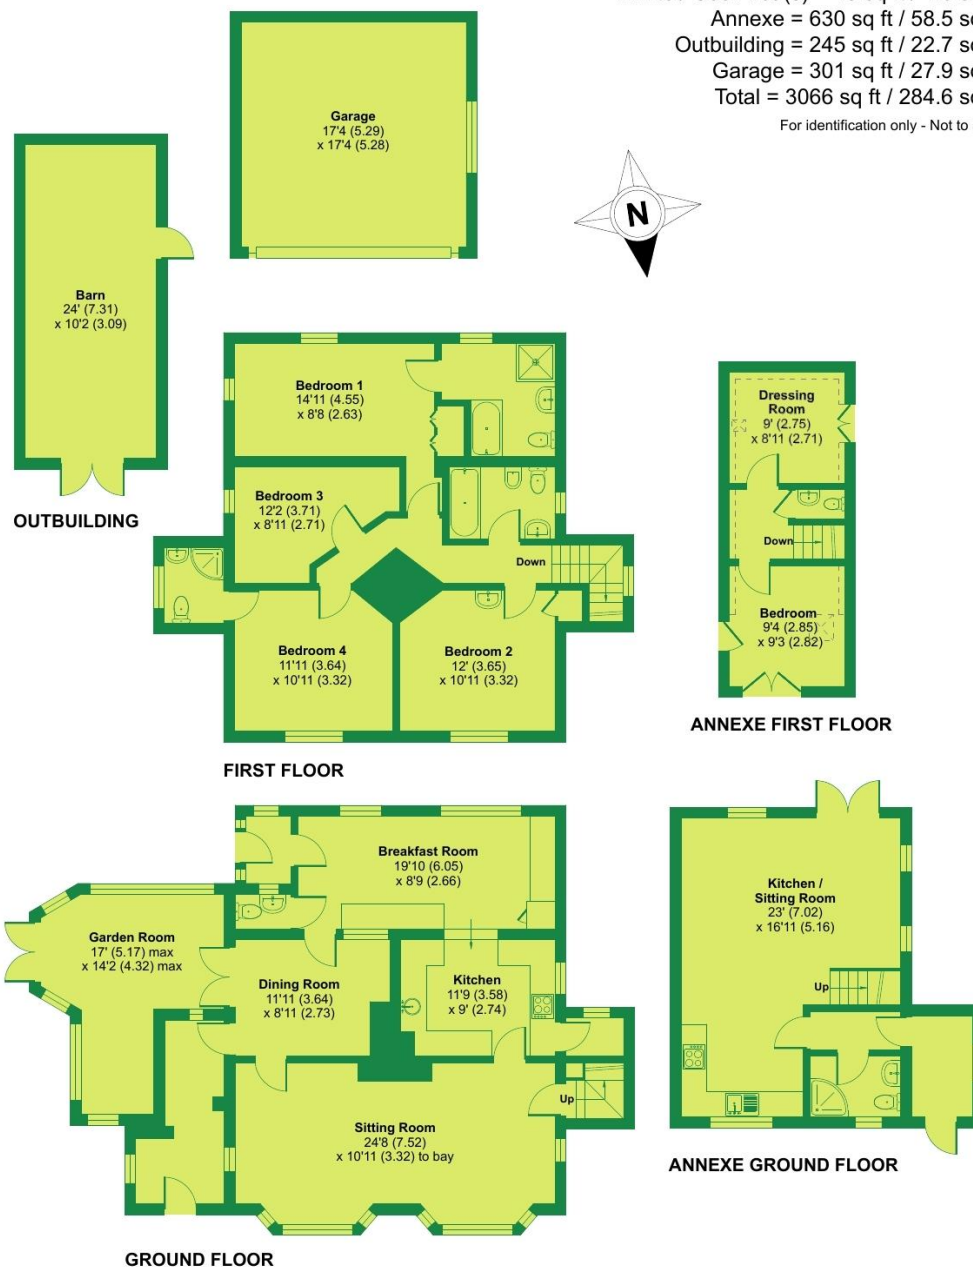 Annexe = 630 sq ft / 58.5 sq
Outbuilding = 245 sq ft / 22.7 sq
Garage = 301 sq ft / 27.9 sq
Total = 3066 sq ft / 284.6 sq
For identification only - Not to
N
Garage
17'4 (5.29)
x 17'4 (5.28)
Barn
24' (7.31)
x 10'2 (3.09)
OUTBUILDING
Bedroom 1
14'11 (4.55)
x 8'8 (2.63)
Bedroom 3
12'2 (3.71)
x 8'11 (2.71)
Down
Bedroom 4
11'11 (3.64)
x 10'11 (3.32)
Bedroom 2
12' (3.65)
x 10'11 (3.32)
FIRST FLOOR
Dressing
Room
9' (2.75)
x 8'11 (2.71)
Down
Bedroom
9'4 (2.85)
x 9'3 (2.82)
ANNEXE FIRST FLOOR
Breakfast Room
19'10 (6.05)
x 8'9 (2.66)
Garden Room
17' (5.17) max
x 14'2 (4.32) max
Dining Room
11'11 (3.64)
x 8'11 (2.73)
Kitchen
11'9 (3.58)
x 9' (2.74)
Up
Sitting Room
24'8 (7.52)
x 10'11 (3.32) to bay
GROUND FLOOR
Kitchen /
Sitting Room
23' (7.02)
x 16'11 (5.16)
Up
ANNEXE GROUND FLOOR